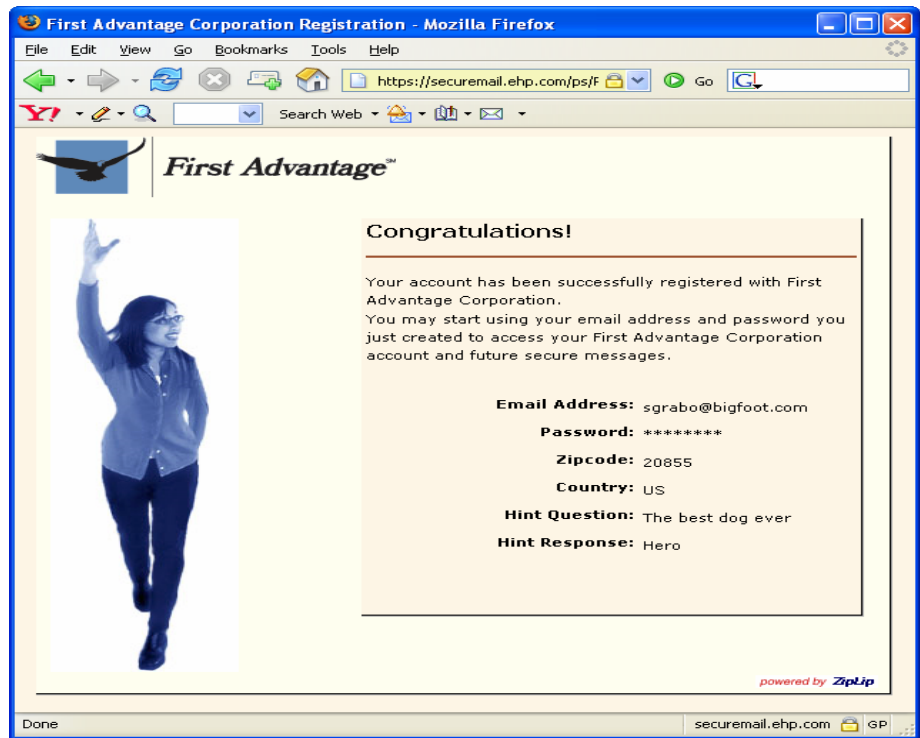 First Advantage Corporation Registration - Mozilla Firefox
File Edit View Go Bookmarks Tools Help
https://securemail.ehp.com/ps/F Go G
Y! Search Web
First Advantage℠
Congratulations!
Your account has been successfully registered with First
Advantage Corporation.
You may start using your email address and password you
just created to access your First Advantage Corporation
account and future secure messages.
Email Address: sgrabo@bigfoot.com
Password: ********
Zipcode: 20855
Country: US
Hint Question: The best dog ever
Hint Response: Hero
powered by ZipLip
Done securemail.ehp.com GP